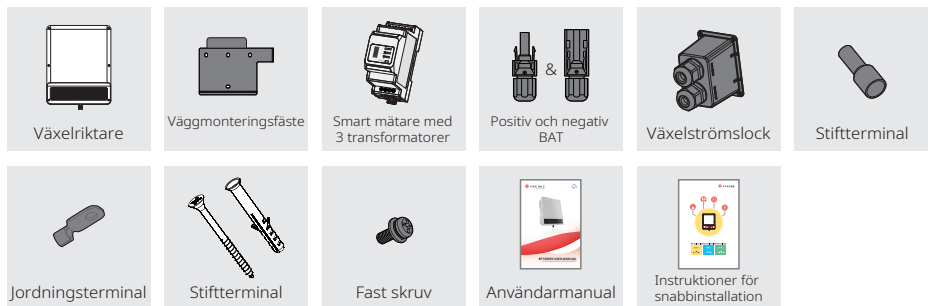 &
Växelriktare
Väggmonteringsfäste
Smart mätare med
3 transformatorer
Positiv och negativ
BAT
Växelströmslock
Stiftterminal
Jordningsterminal
Stiftterminal
Fast skruv
Användarmanual
Instruktioner för
snabbinstallation